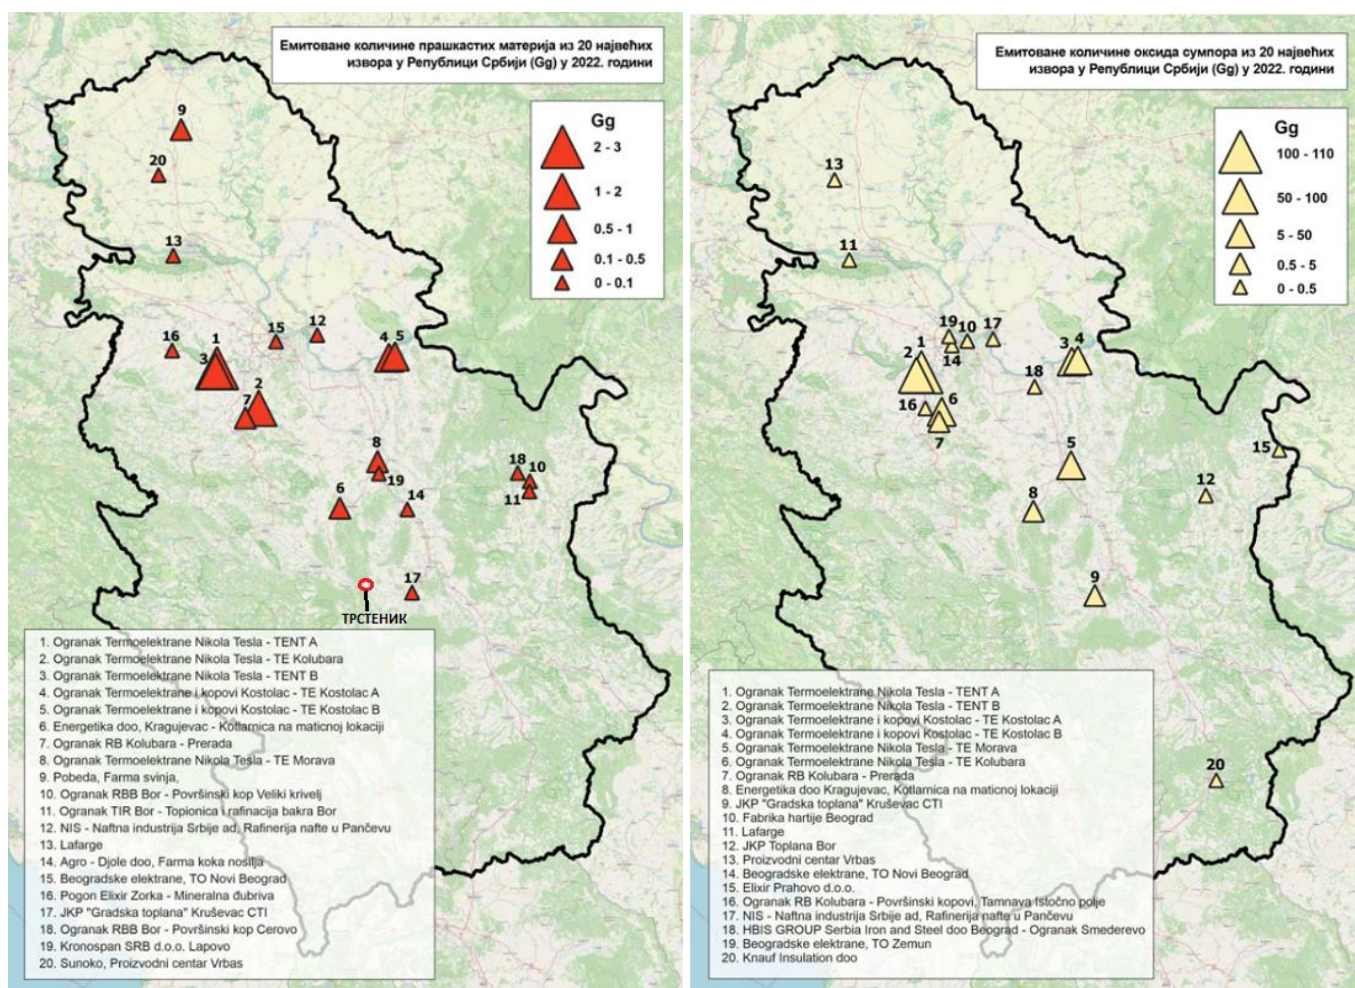 Емитоване количине прашкастих материја из 20 највећих
извора у Републици Србији (Gg) у 2022. години
Gg
2 - 3
1 - 2
0.5 - 1
0.1 - 0.5
0 - 0.1
9
20
13
16
1
3
15
12
4
5
2
7
8
19
6
14
18
10
11
17
ТРСТЕНИК
1. Ogranak Termoelektrane Nikola Tesla - TENT A
2. Ogranak Termoelektrane Nikola Tesla - TE Kolubara
3. Ogranak Termoelektrane Nikola Tesla - TENT B
4. Ogranak Termoelektrane i kopovi Kostolac - TE Kostolac A
5. Ogranak Termoelektrane i kopovi Kostolac - TE Kostolac B
6. Energetika doo, Kragujevac - Kotlarnica na maticnoj lokaciji
7. Ogranak RB Kolubara - Prerada
8. Ogranak Termoelektrane Nikola Tesla - TE Morava
9. Pobeda, Farma svinja,
10. Ogranak RBB Bor - Površinski kop Veliki krivelj
11. Ogranak TIR Bor - Topionica i rafinacija bakra Bor
12. NIS - Naftna industrija Srbije ad, Rafinerija nafte u Pančevu
13. Lafarge
14. Agro - Djole doo, Farma koka nosilja
15. Beogradske elektrane, TO Novi Beograd
16. Pogon Elixir Zorka - Mineralna đubriva
17. JKP "Gradska toplana" Kruševac CTI
18. Ogranak RBB Bor - Površinski kop Cerovo
19. Kronospan SRB d.o.o. Lapovo
20. Sunoko, Proizvodni centar Vrbas
Емитоване количине оксида сумпора из 20 највећих
извора у Републици Србији (Gg) у 2022. години
Gg
100 - 110
50 - 100
5 - 50
0.5 - 5
0 - 0.5
13
11
19
10
17
1
2
14
3
4
18
16
6
7
5
15
12
8
9
20
1. Ogranak Termoelektrane Nikola Tesla - TENT A
2. Ogranak Termoelektrane Nikola Tesla - TENT B
3. Ogranak Termoelektrane i kopovi Kostolac - TE Kostolac A
4. Ogranak Termoelektrane i kopovi Kostolac - TE Kostolac B
5. Ogranak Termoelektrane Nikola Tesla - TE Morava
6. Ogranak Termoelektrane Nikola Tesla - TE Kolubara
7. Ogranak RB Kolubara - Prerada
8. Energetika doo Kragujevac, Kotlarnica na maticnoj lokaciji
9. JKP "Gradska toplana" Kruševac CTI
10. Fabrika hartije Beograd
11. Lafarge
12. JKP Toplana Bor
13. Proizvodni centar Vrbas
14. Beogradske elektrane, TO Novi Beograd
15. Elixir Prahovo d.o.o.
16. Ogranak RB Kolubara - Površinski kopovi, Tamnava Istočno polje
17. NIS - Naftna industrija Srbije ad, Rafinerija nafte u Pančevu
18. HBIS GROUP Serbia Iron and Steel doo Beograd - Ogranak Smederevo
19. Beogradske elektrane, TO Zemun
20. Knauf Insulation doo